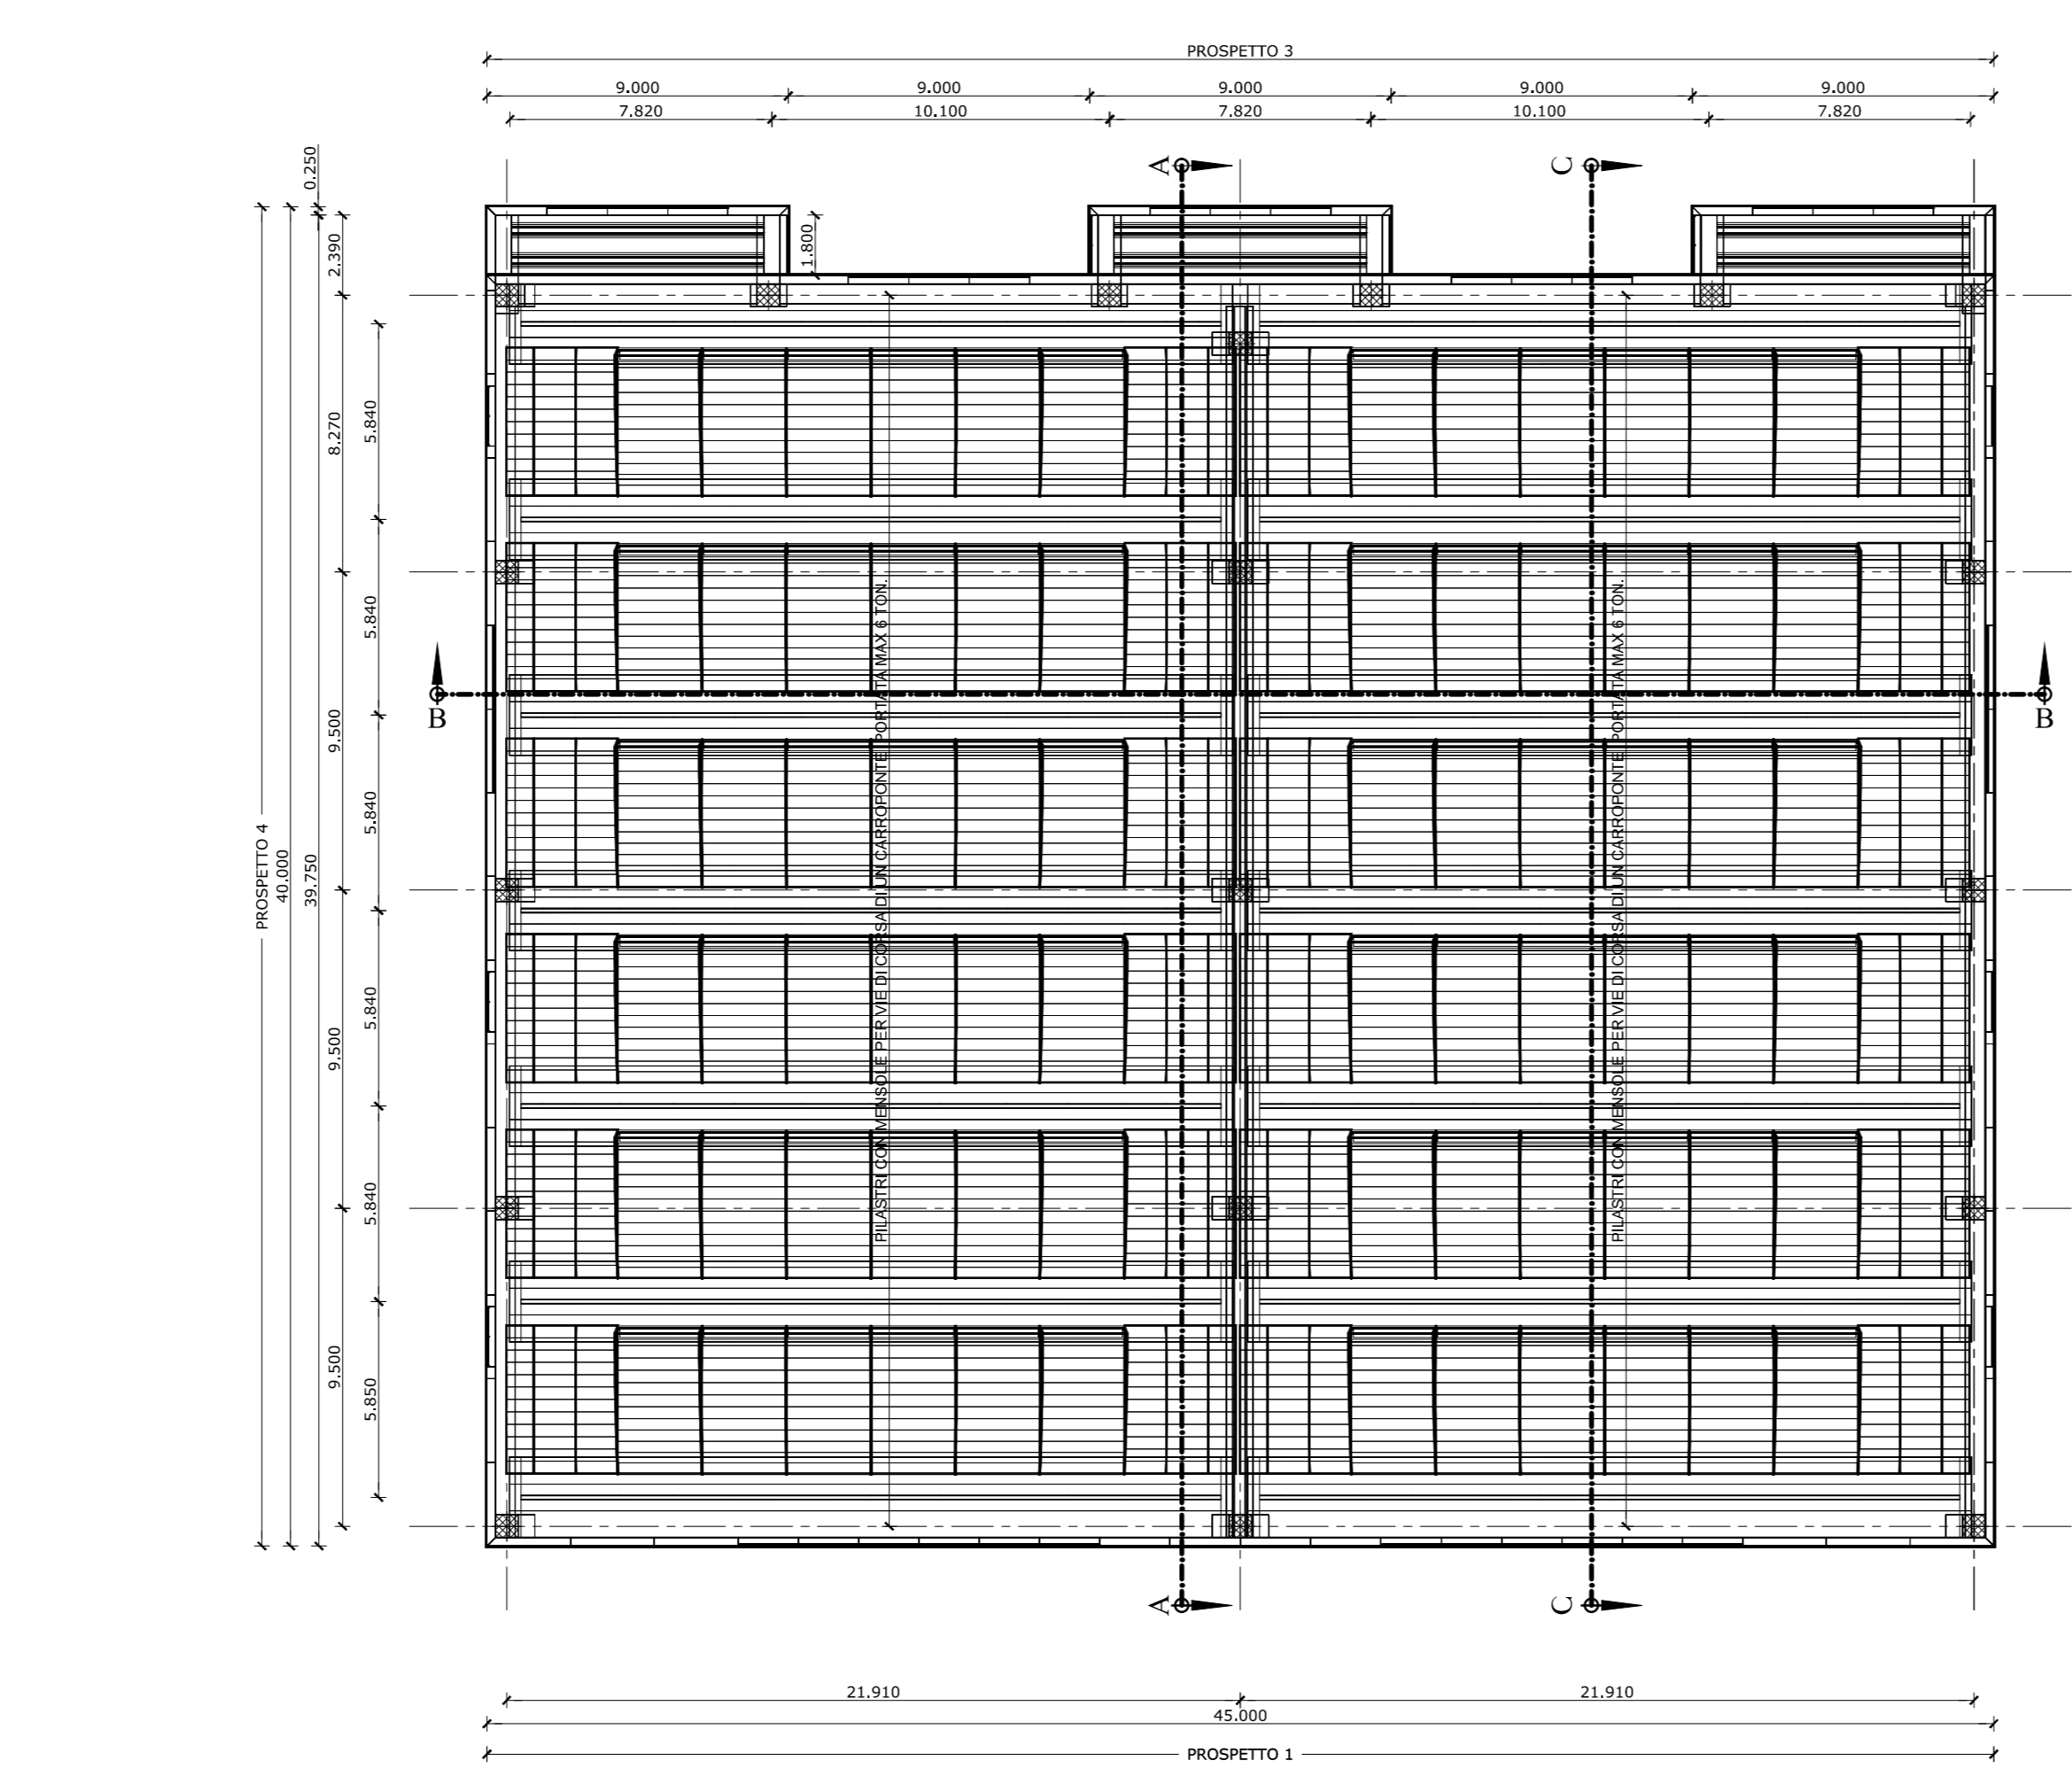 PROSPETTO 3
9.000 9.000 9.000 9.000 9.000
7.820 10.100 7.820 10.100 7.820
A C
0.250
2.390
1.800
8.270
5.840
5.840
B B
9.500
PROSPETTO 4
40.000
39.750
5.840
5.840
9.500
5.840
9.500
5.850
PILASTRI CON MENSOLE PER VIE DI CORSA DI UN CARROPONTE PORTATA MAX 6 TON.
PILASTRI CON MENSOLE PER VIE DI CORSA DI UN CARROPONTE PORTATA MAX 6 TON.
A C
21.910 21.910
45.000
PROSPETTO 1